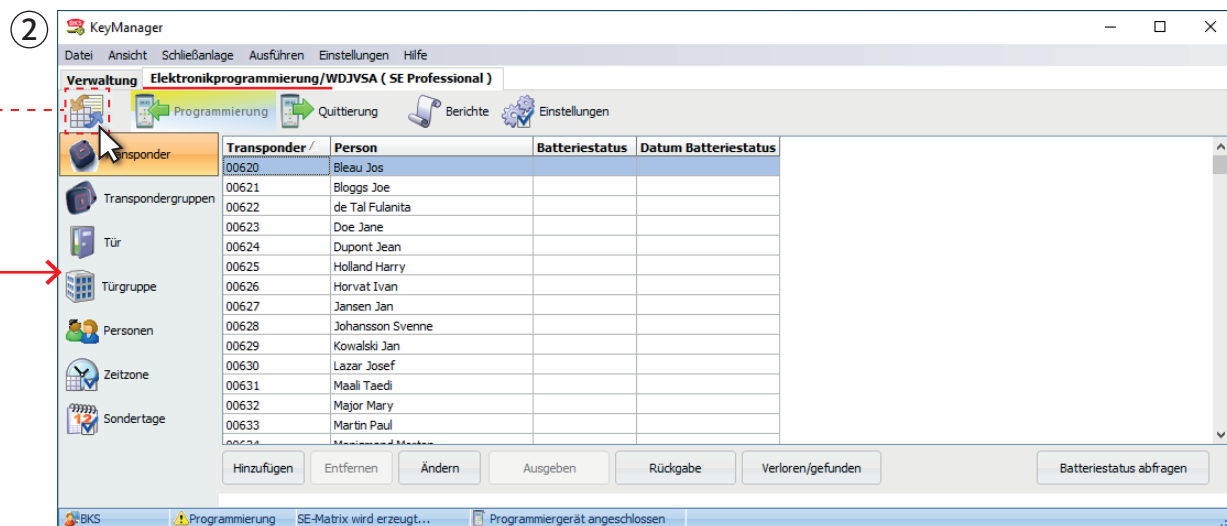 ②
BKS KeyManager
Datei Ansicht Schließanlage Ausführen Einstellungen Hilfe
Verwaltung Elektronikprogrammierung/WDJVSA ( SE Professional )
Programmierung Quittierung Berichte Einstellungen
Transponder
Transpondergruppen
Tür
Türgruppe
Personen
Zeitzone
12
Sondertage
Transponder Person Batteriestatus Datum Batteriestatus
00620 Bleau Jos
00621 Bloggs Joe
00622 de Tal Fulanita
00623 Doe Jane
00624 Dupont Jean
00625 Holland Harry
00626 Horvat Ivan
00627 Jansen Jan
00628 Johansson Svenne
00629 Kowalski Jan
00630 Lazar Josef
00631 Maali Taedi
00632 Major Mary
00633 Martin Paul
Hinzufügen Entfernen Ändern Ausgeben Rückgabe Verloren/gefunden Batteriestatus abfragen
BKS Programmierung SE-Matrix wird erzeugt... Programmiergerät angeschlossen